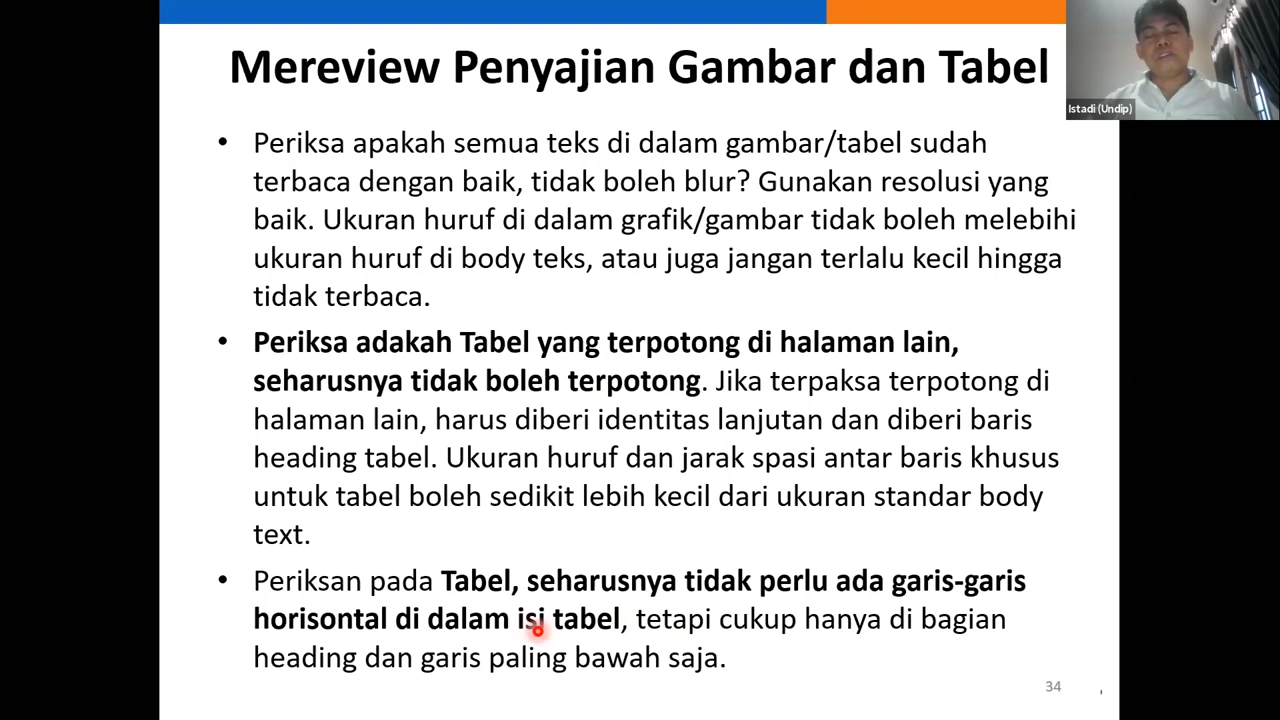 Mereview Penyajian Gambar dan Tabel
Istadi (Undip)
• Periksa apakah semua teks di dalam gambar/tabel sudah
terbaca dengan baik, tidak boleh blur? Gunakan resolusi yang
baik. Ukuran huruf di dalam grafik/gambar tidak boleh melebihi
ukuran huruf di body teks, atau juga jangan terlalu kecil hingga
tidak terbaca.
• Periksa adakah Tabel yang terpotong di halaman lain,
seharusnya tidak boleh terpotong. Jika terpaksa terpotong di
halaman lain, harus diberi identitas lanjutan dan diberi baris
heading tabel. Ukuran huruf dan jarak spasi antar baris khusus
untuk tabel boleh sedikit lebih kecil dari ukuran standar body
text.
• Periksan pada Tabel, seharusnya tidak perlu ada garis-garis
horisontal di dalam isi tabel, tetapi cukup hanya di bagian
heading dan garis paling bawah saja.
34